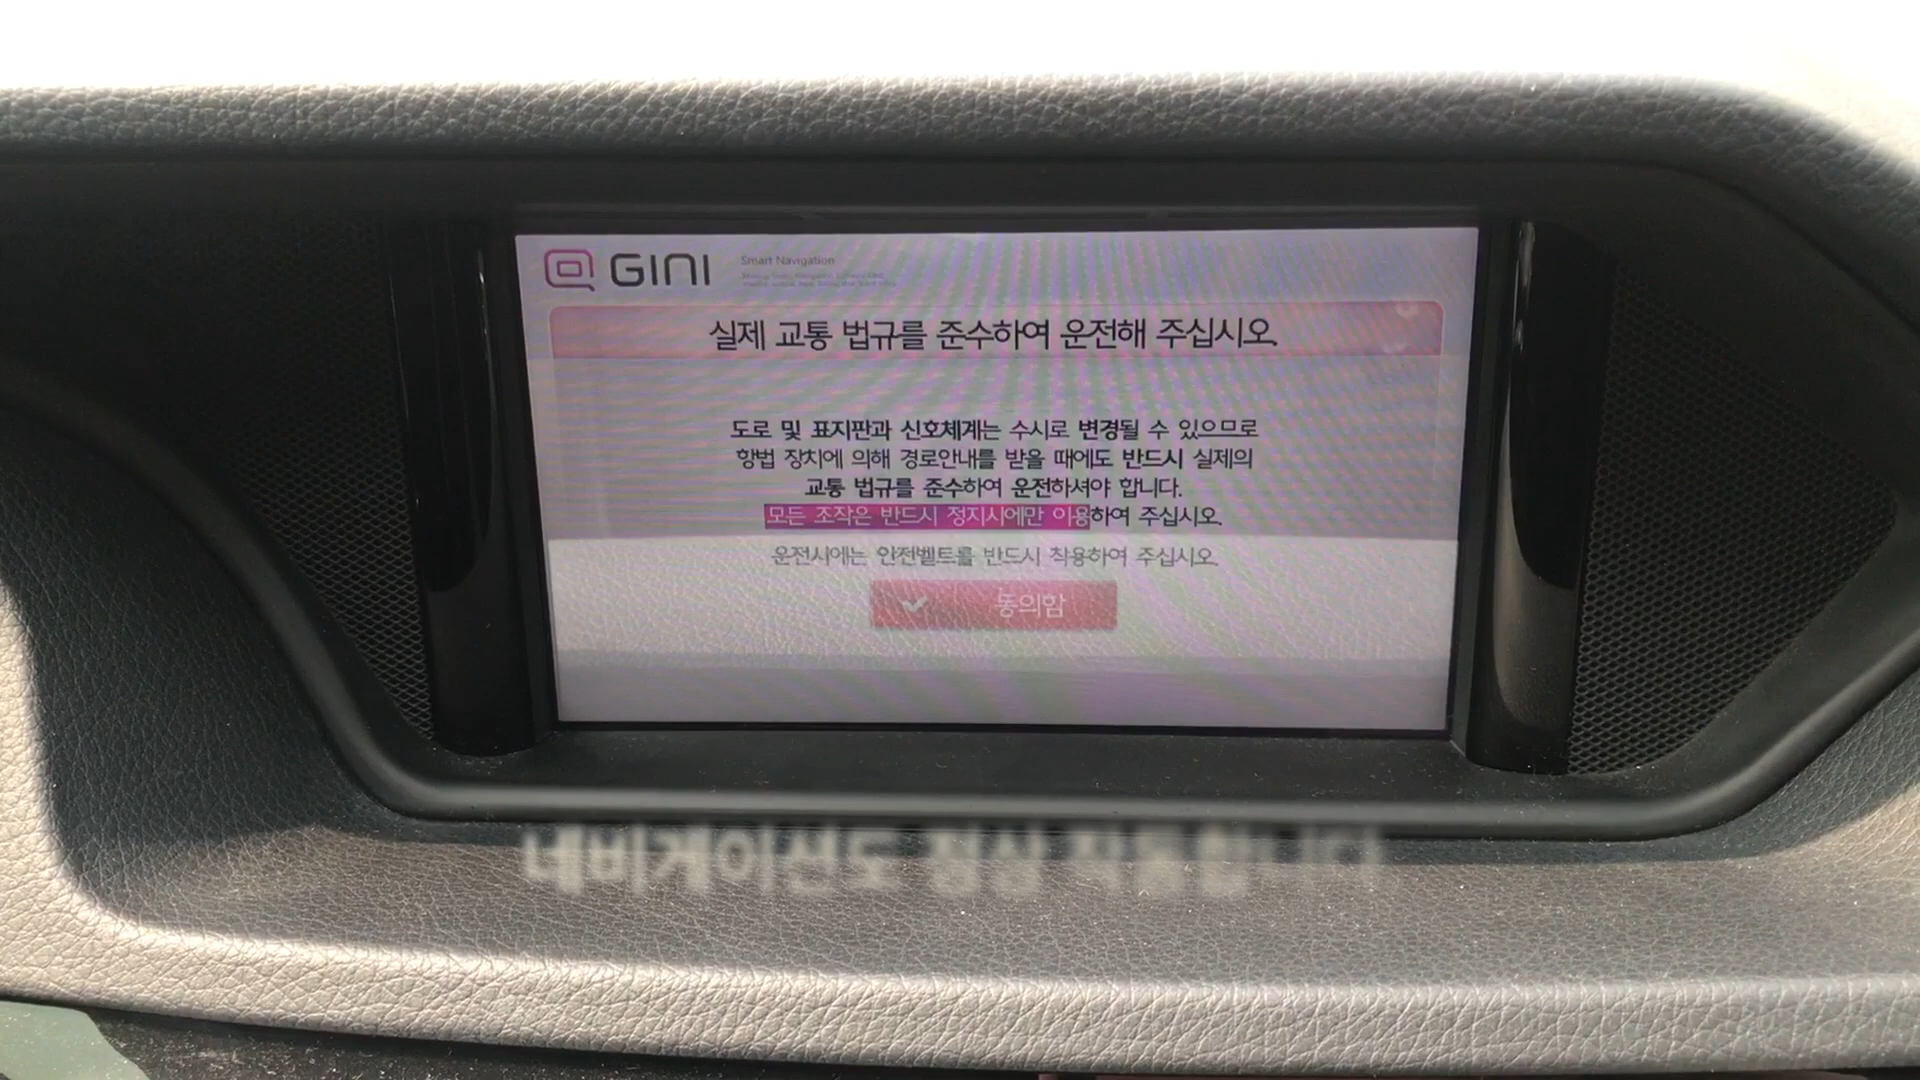 GINI
Smart Navigation
실제 교통 법규를 준수하여 운전해 주십시오.
도로 및 표지판과 신호체계는 수시로 변경될 수 있으므로
항법 장치에 의해 경로안내를 받을 때에도 반드시 실제의
교통 법규를 준수하여 운전하셔야 합니다.
모든 조작은 반드시 정지시에만 이용하여 주십시오.
운전시에는 안전벨트를 반드시 착용하여 주십시오.
동의함
네비게이션도 정상 작동합니다